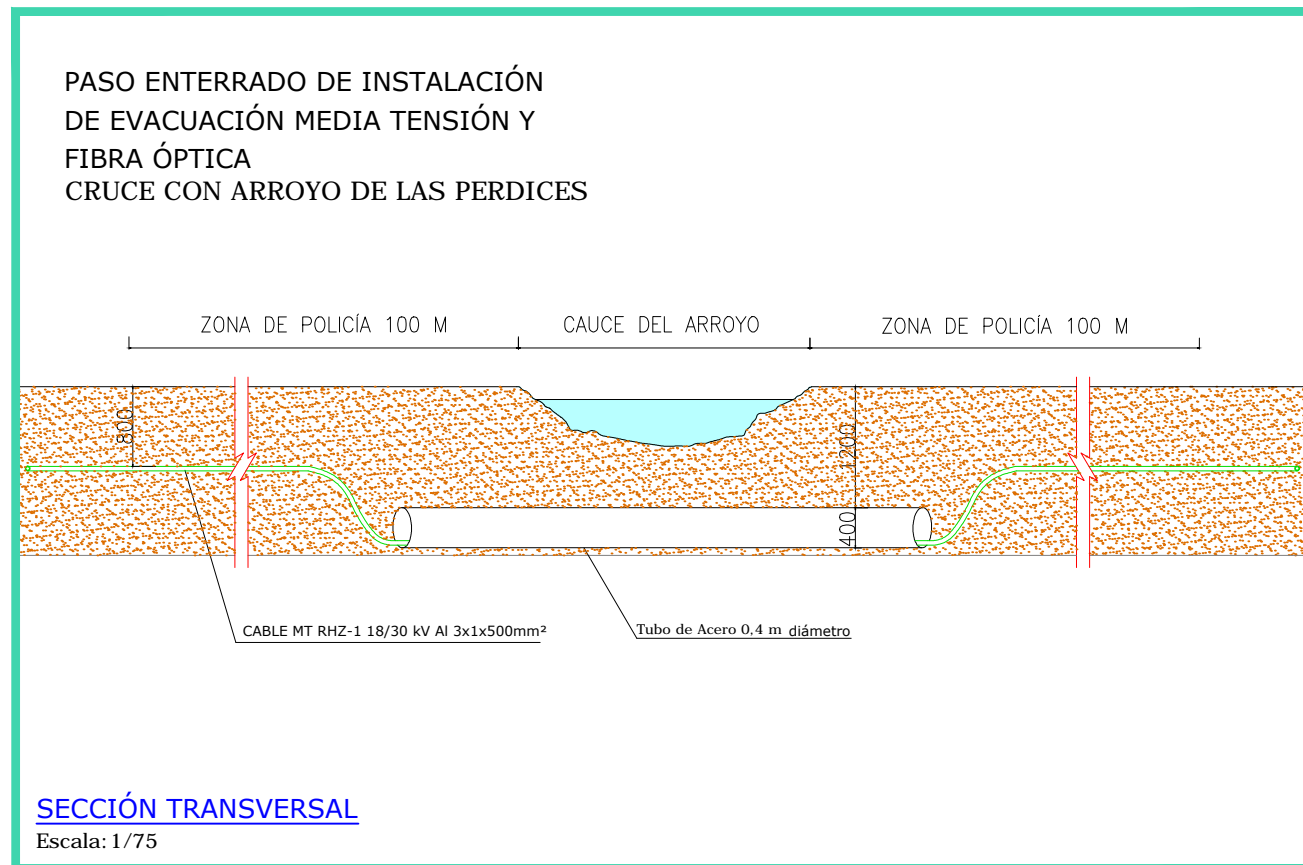 PASO ENTERRADO DE INSTALACIÓN
DE EVACUACIÓN MEDIA TENSIÓN Y
FIBRA ÓPTICA
CRUCE CON ARROYO DE LAS PERDICES
ZONA DE POLICÍA 100 M
CAUCE DEL ARROYO
ZONA DE POLICÍA 100 M
800
1200
400
CABLE MT RHZ-1 18/30 kV Al 3x1x500mm²
Tubo de Acero 0,4 m diámetro
SECCIÓN TRANSVERSAL
Escala: 1/75